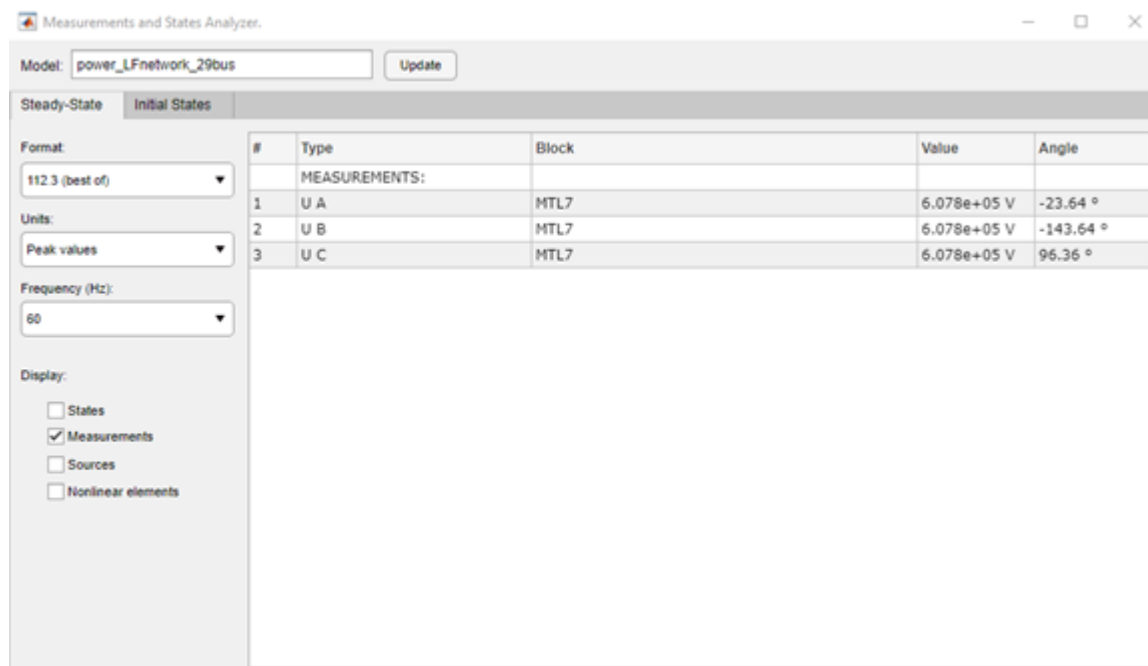 Measurements and States Analyzer.
Model: power_LFnetwork_29bus Update
Steady-State Initial States
Format:
112.3 (best of)
Units:
Peak values
Frequency (Hz):
60
Display:
States
Measurements
Sources
Nonlinear elements
# Type Block Value Angle
MEASUREMENTS:
1 U A MTL7 6.078e+05 V -23.64 º
2 U B MTL7 6.078e+05 V -143.64 º
3 U C MTL7 6.078e+05 V 96.36 º